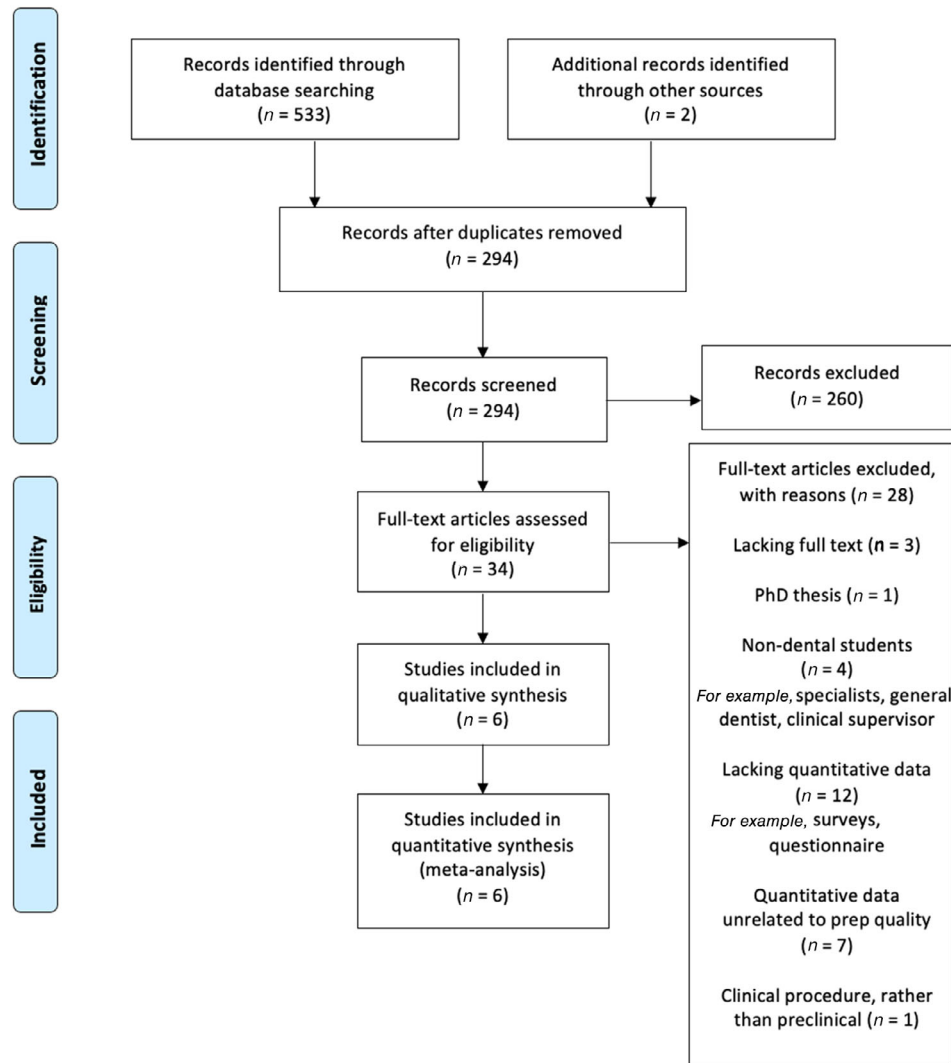 Identification
Records identified through
database searching
(n = 533)
Additional records identified
through other sources
(n = 2)
Records after duplicates removed
(n = 294)
Screening
Records screened
(n = 294)
Records excluded
(n = 260)
Eligibility
Full-text articles assessed
for eligibility
(n = 34)
Full-text articles excluded,
with reasons (n = 28)
Lacking full text (n = 3)
PhD thesis (n = 1)
Non-dental students
(n = 4)
For example, specialists, general
dentist, clinical supervisor
Lacking quantitative data
(n = 12)
For example, surveys,
questionnaire
Quantitative data
unrelated to prep quality
(n = 7)
Clinical procedure, rather
than preclinical (n = 1)
Studies included in
qualitative synthesis
(n = 6)
Included
Studies included in
quantitative synthesis
(meta-analysis)
(n = 6)